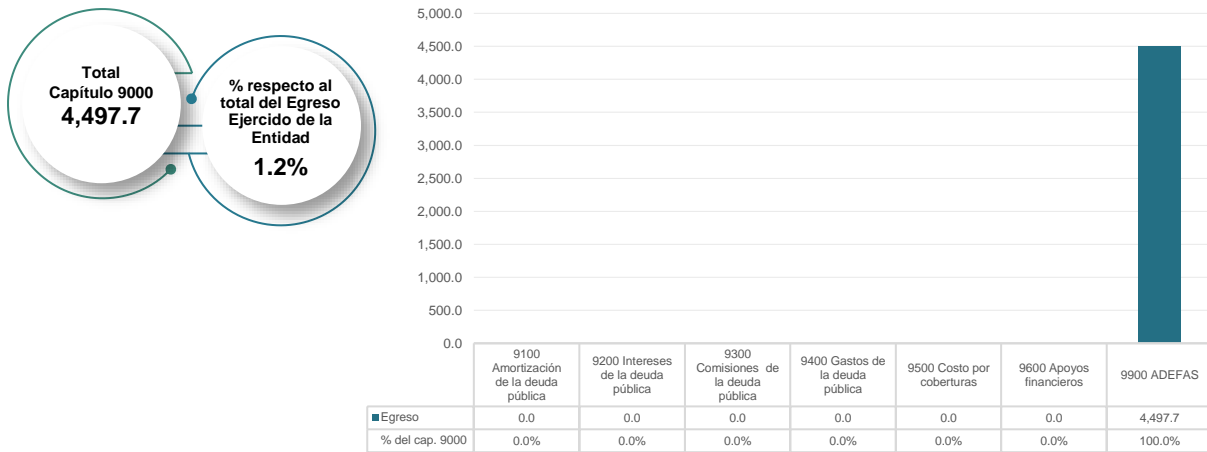 Total
Capítulo 9000
4,497.7
% respecto al
total del Egreso
Ejercido de la
Entidad
1.2%
5,000.0
4,500.0
4,000.0
3,500.0
3,000.0
2,500.0
2,000.0
1,500.0
1,000.0
500.0
0.0
9100
Amortización
de la deuda
pública
9200 Intereses
de la deuda
pública
9300
Comisiones de
la deuda
pública
9400 Gastos de
la deuda
pública
9500 Costo por
coberturas
9600 Apoyos
financieros
9900 ADEFAS
Egreso 0.0 0.0 0.0 0.0 0.0 0.0 4,497.7
% del cap. 9000 0.0% 0.0% 0.0% 0.0% 0.0% 0.0% 100.0%